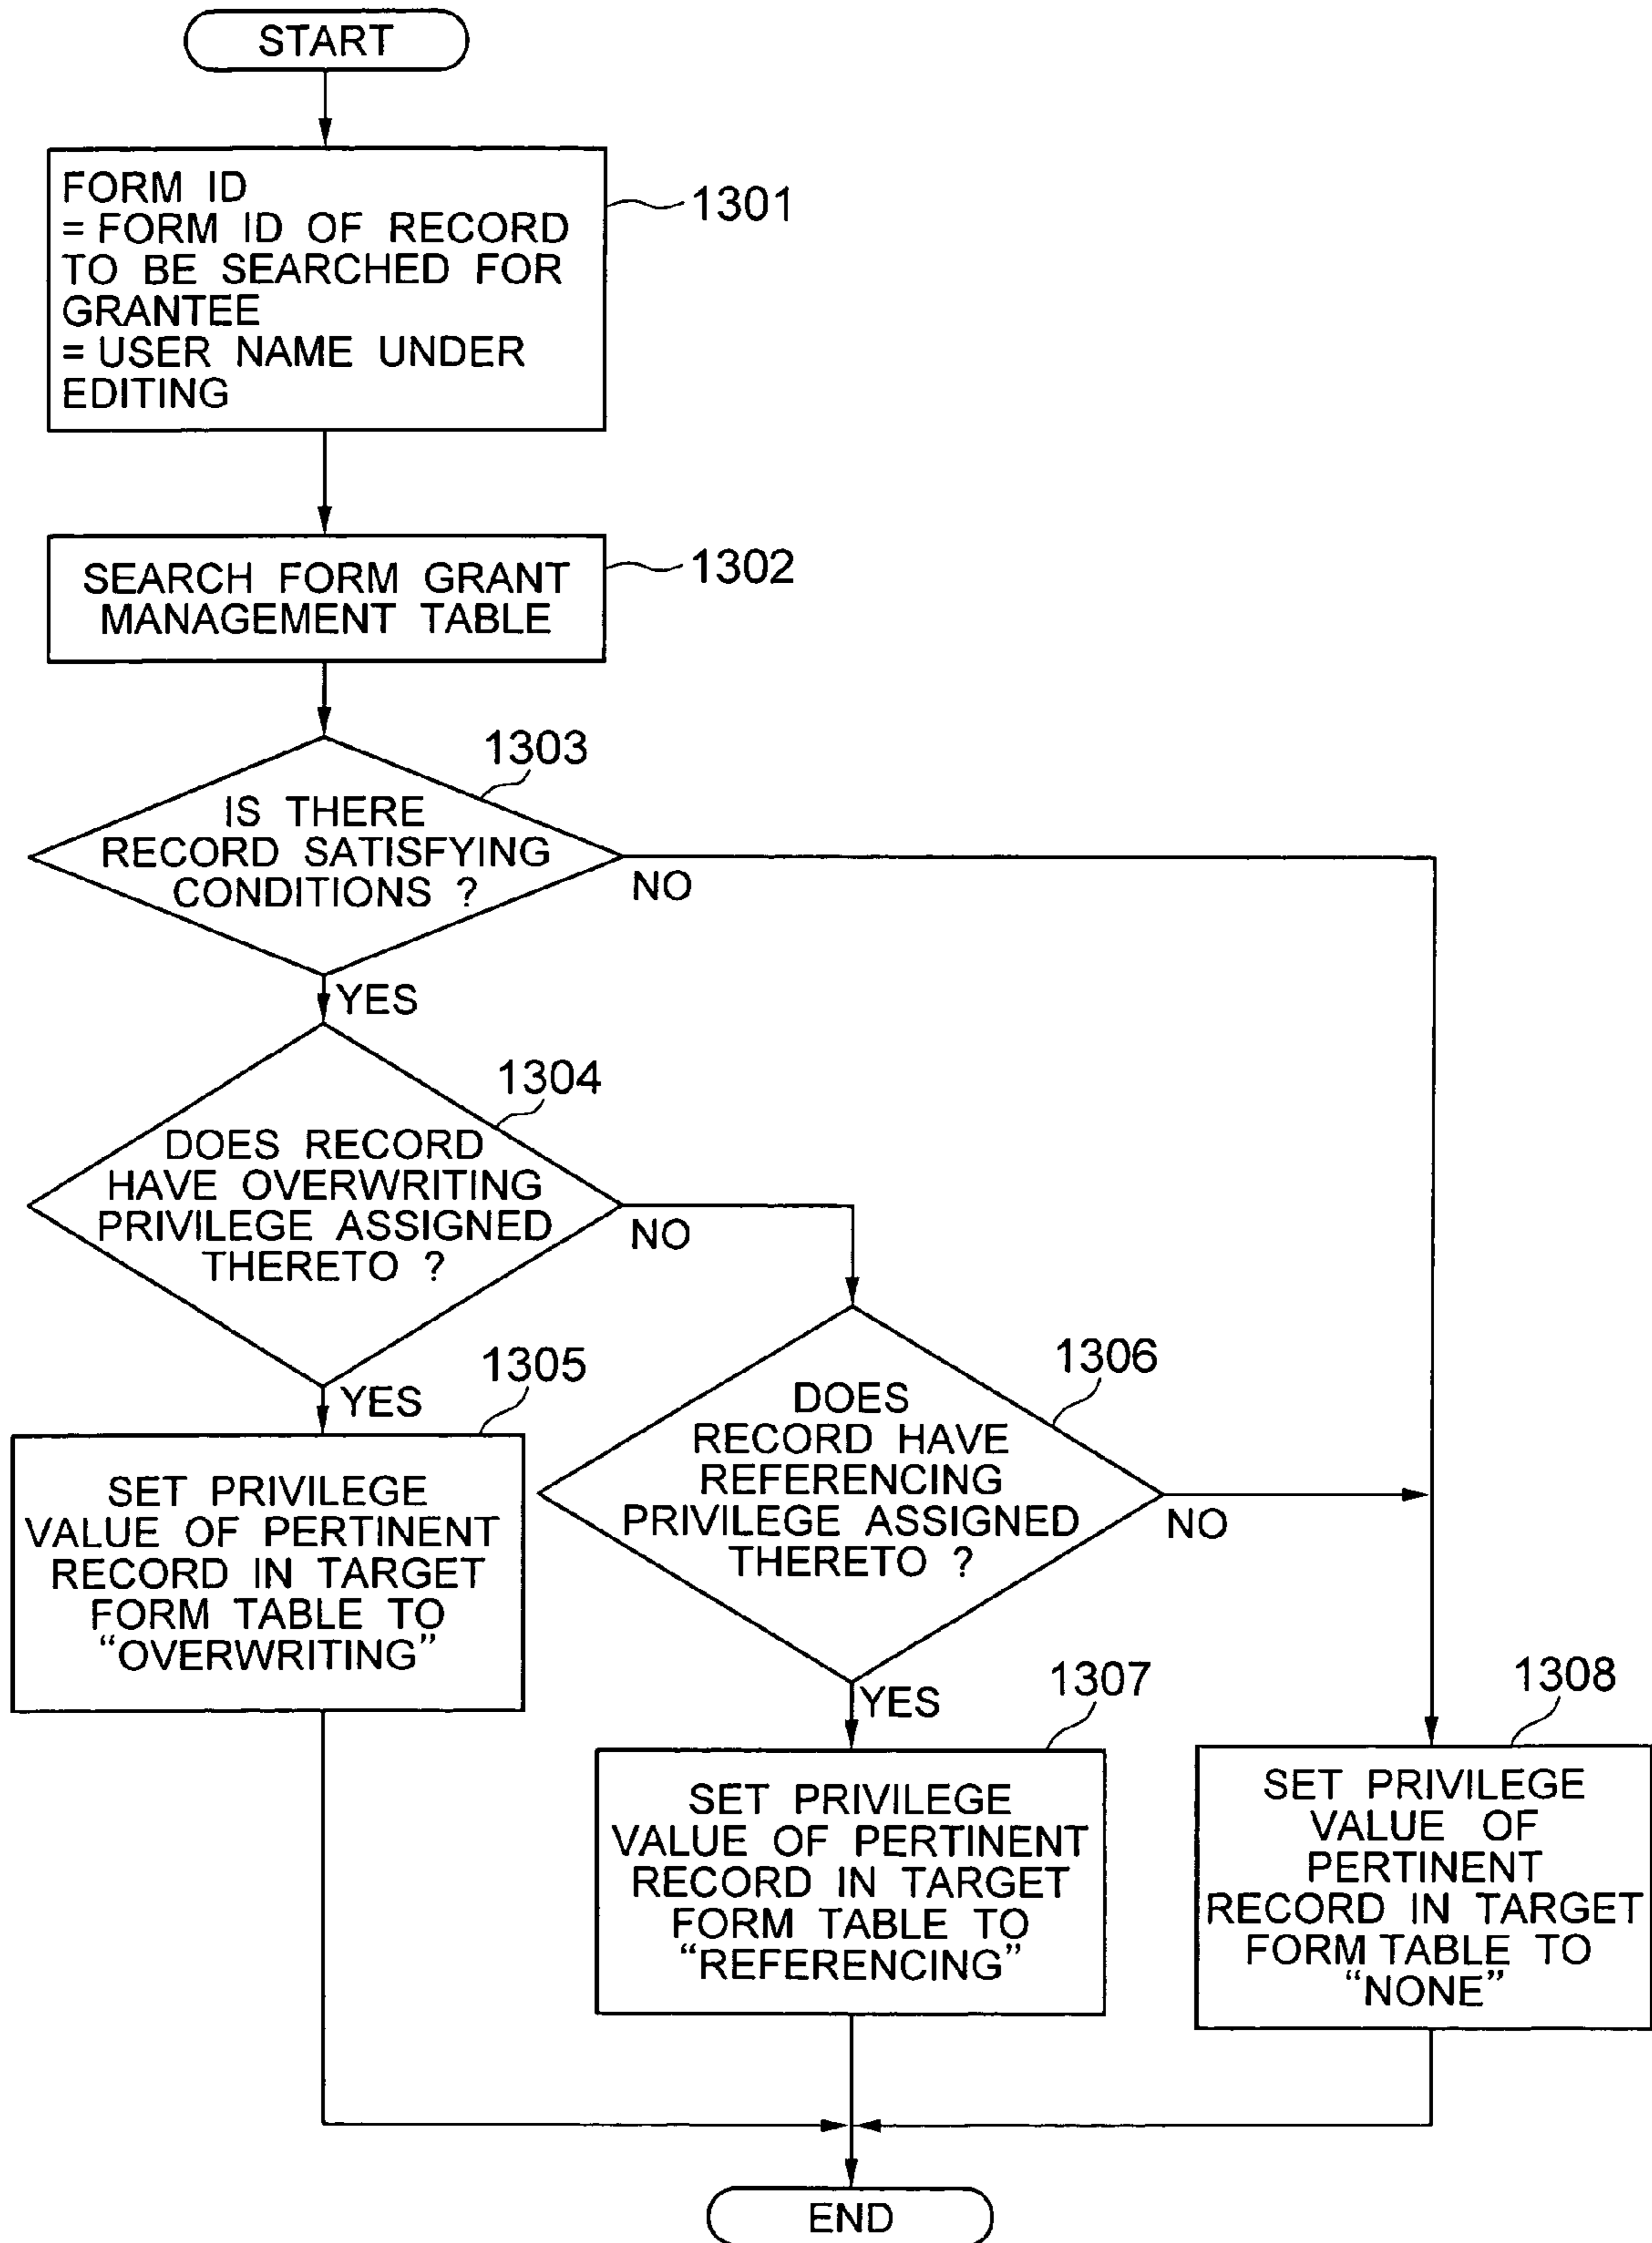 START
FORM ID
= FORM ID OF RECORD
TO BE SEARCHED FOR
GRANTEE
= USER NAME UNDER
EDITING
1301
SEARCH FORM GRANT
MANAGEMENT TABLE
1302
1303
IS THERE
RECORD SATISFYING
CONDITIONS ?
NO
YES
1304
DOES RECORD
HAVE OVERWRITING
PRIVILEGE ASSIGNED
THERETO ?
NO
YES
1305
SET PRIVILEGE
VALUE OF PERTINENT
RECORD IN TARGET
FORM TABLE TO
“OVERWRITING”
1306
DOES
RECORD HAVE
REFERENCING
PRIVILEGE ASSIGNED
THERETO ?
NO
YES
1307
SET PRIVILEGE
VALUE OF PERTINENT
RECORD IN TARGET
FORM TABLE TO
“REFERENCING”
1308
SET PRIVILEGE
VALUE OF
PERTINENT
RECORD IN TARGET
FORM TABLE TO
“NONE”
END